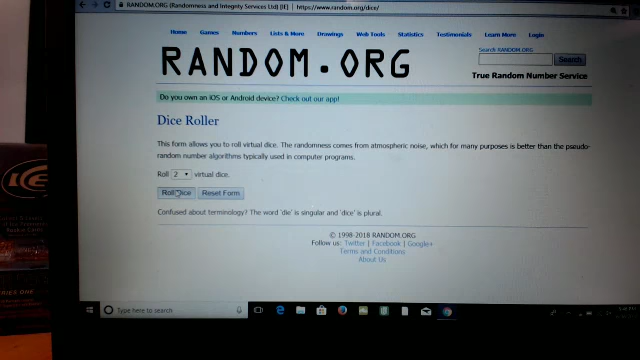 RANDOM.ORG (Randomness and Integrity Services Ltd) [IE] | https://www.random.org/dice/
Home Games Numbers Lists & More Drawings Web Tools Statistics Testimonials Learn More Login
RANDOM.ORG
Search RANDOM.ORG
Search
True Random Number Service
Do you own an iOS or Android device? Check out our app!
Dice Roller
This form allows you to roll virtual dice. The randomness comes from atmospheric noise, which for many purposes is better than the pseudo-
random number algorithms typically used in computer programs.
Roll 2 virtual dice.
Roll Dice Reset Form
Confused about terminology? The word 'die' is singular and 'dice' is plural.
© 1998-2018 RANDOM.ORG
Follow us: Twitter | Facebook | Google+
Terms and Conditions
About Us
Type here to search